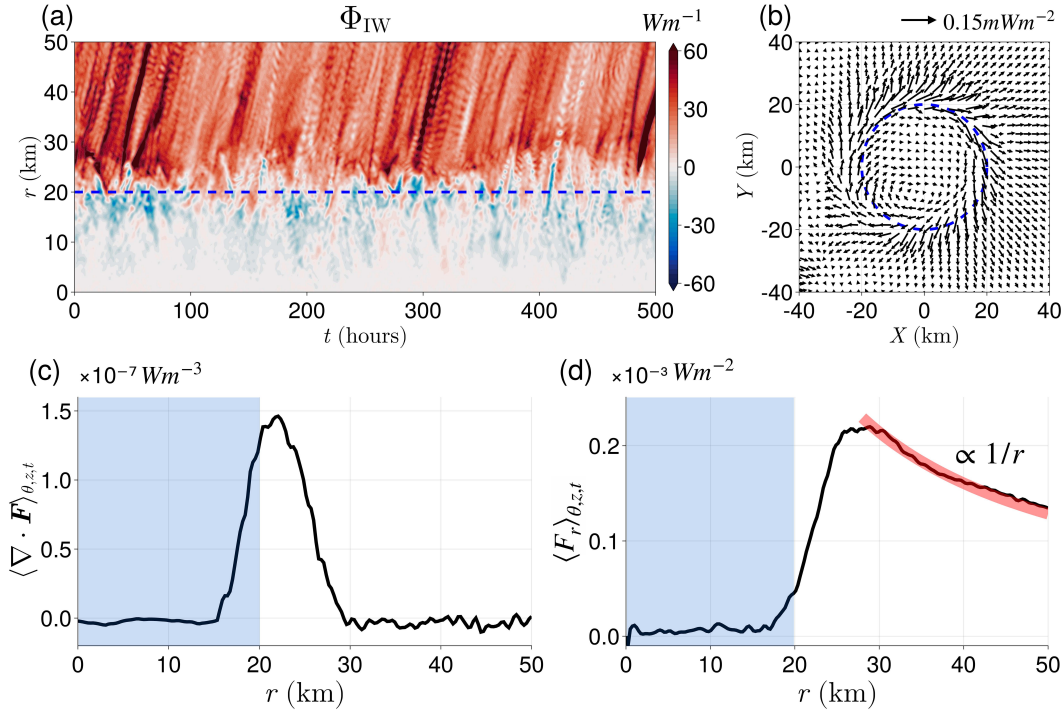 (a) Φ_IW Wm⁻¹
50
40
30
20
10
0
r (km)
0 100 200 300 400 500
t (hours)
60
30
0
-30
-60
(b) → 0.15mWm⁻²
40
20
0
-20
-40
Y (km)
-40 -20 0 20 40
X (km)
(c) ×10⁻⁷ Wm⁻³
1.5
1.0
0.5
0.0
⟨∇ · F⟩θ,z,t
0 10 20 30 40 50
r (km)
(d) ×10⁻³ Wm⁻²
0.2
0.1
0.0
⟨F_r⟩θ,z,t
∝ 1/r
0 10 20 30 40 50
r (km)